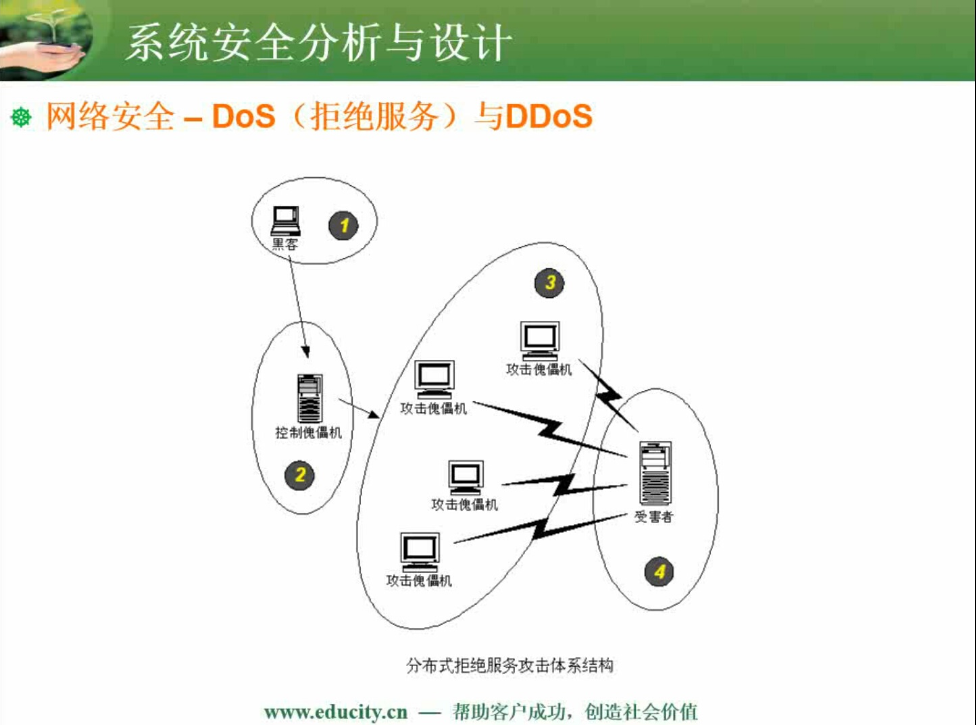 系统安全分析与设计
网络安全 – DoS（拒绝服务）与DDoS
1
黑客
3
攻击傀儡机
攻击傀儡机
控制傀儡机
2
攻击傀儡机
受害者
攻击傀儡机
4
分布式拒绝服务攻击体系结构
www.educity.cn — 帮助客户成功，创造社会价值